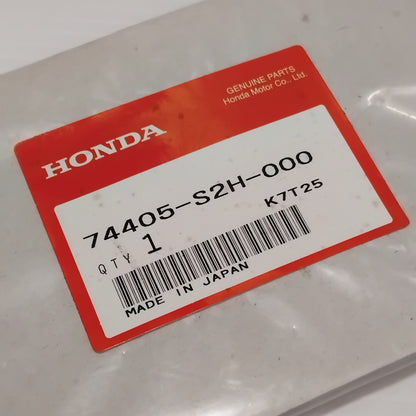 GENUINE PARTS
Honda Motor Co., Ltd.
HONDA
74405-S2H-000
K7T25
QTY 1
MADE IN JAPAN